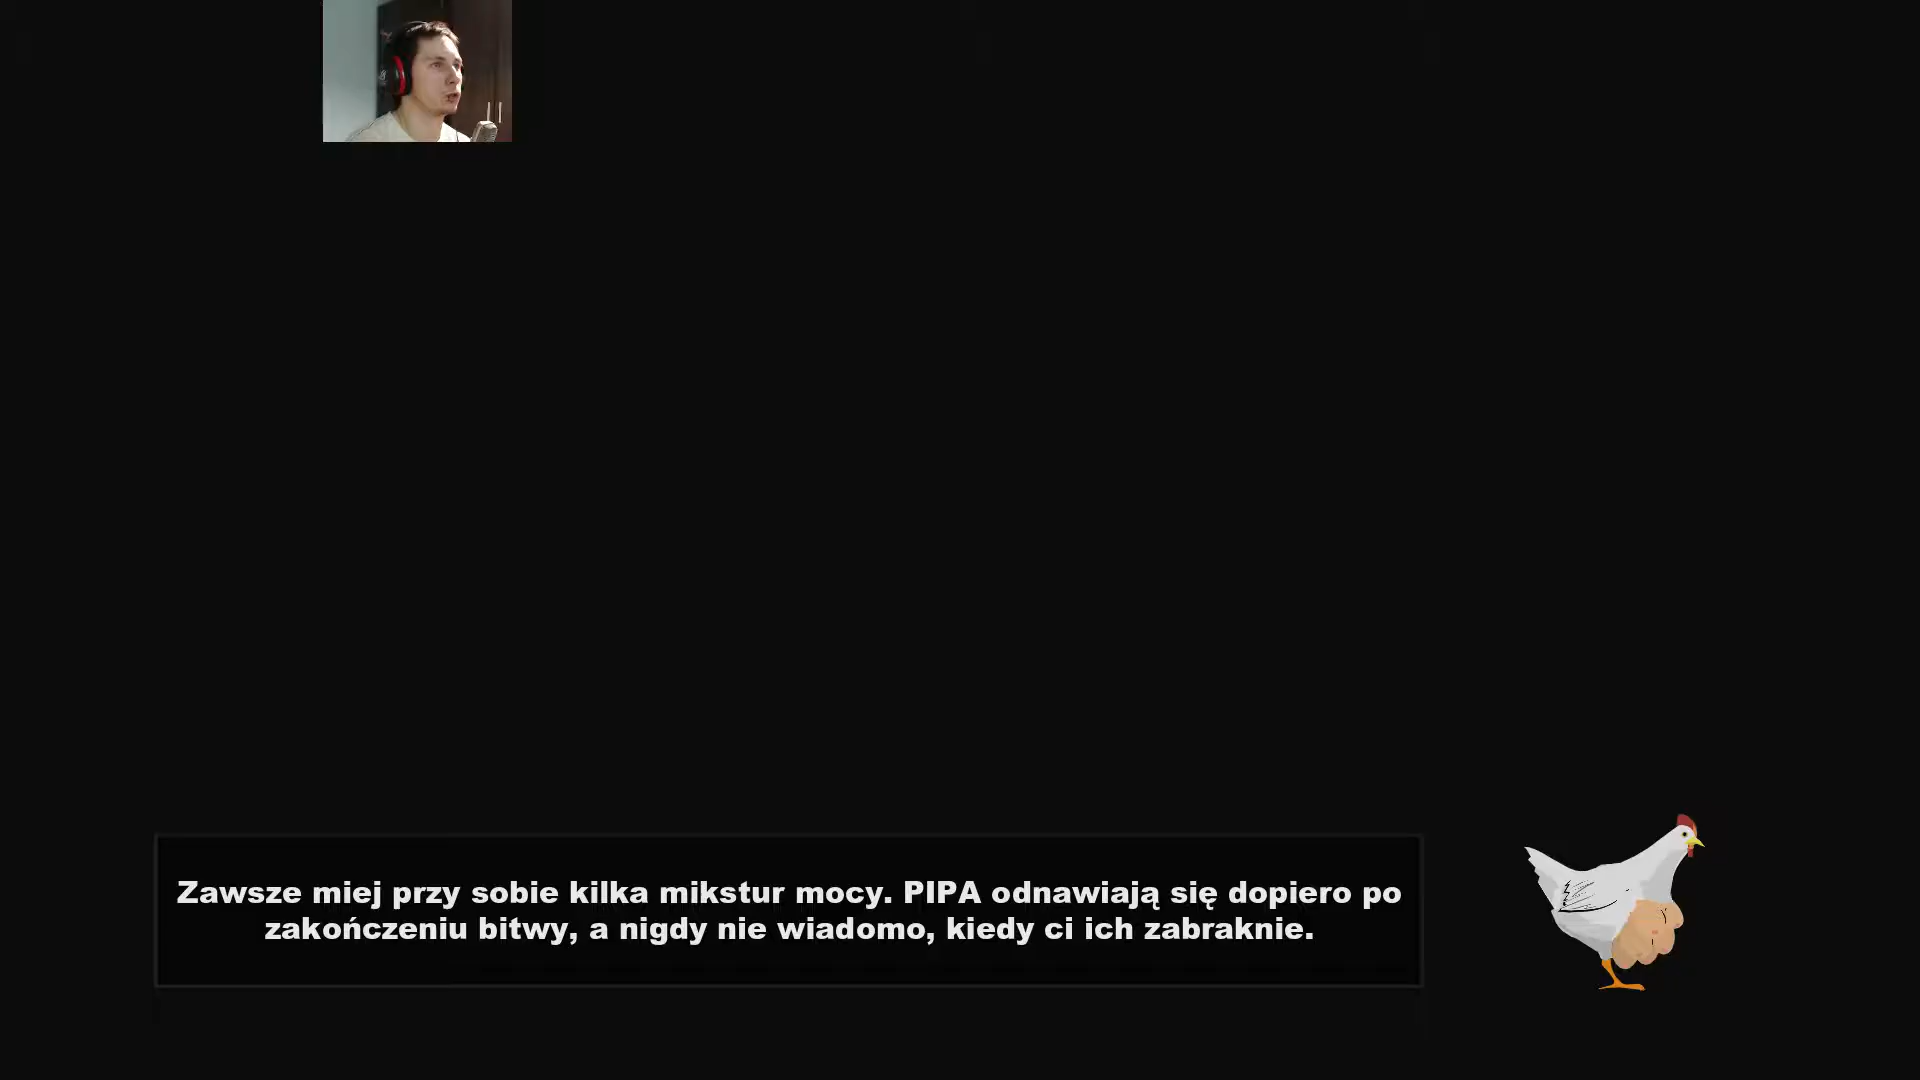 Zawsze miej przy sobie kilka mikstur mocy. PIPA odnawiają się dopiero po
zakończeniu bitwy, a nigdy nie wiadomo, kiedy ci ich zabraknie.